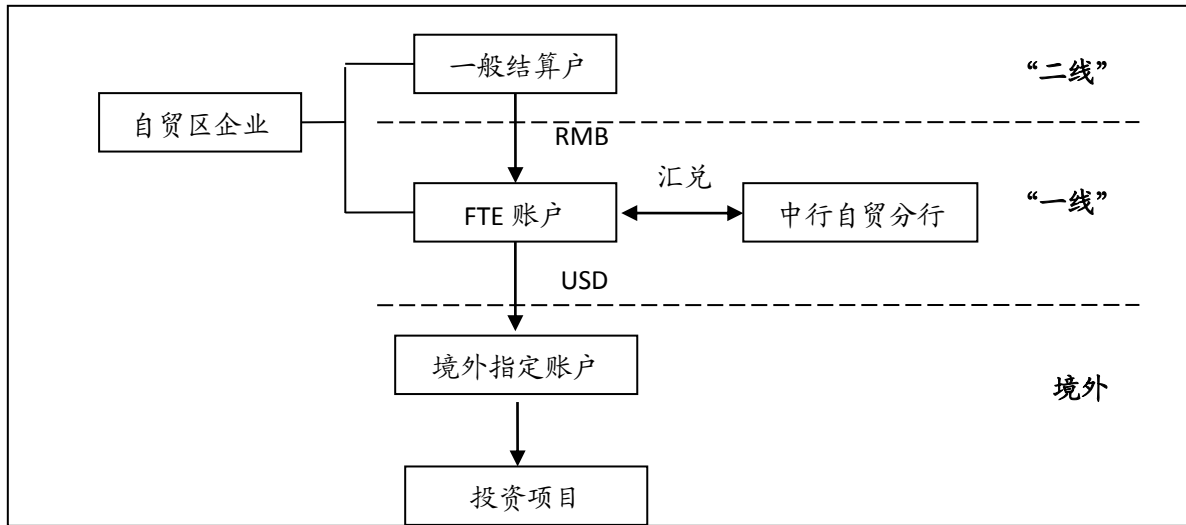 一般结算户
“二线”
自贸区企业
RMB
汇兑
FTE 账户
中行自贸分行
“一线”
USD
境外指定账户
境外
投资项目